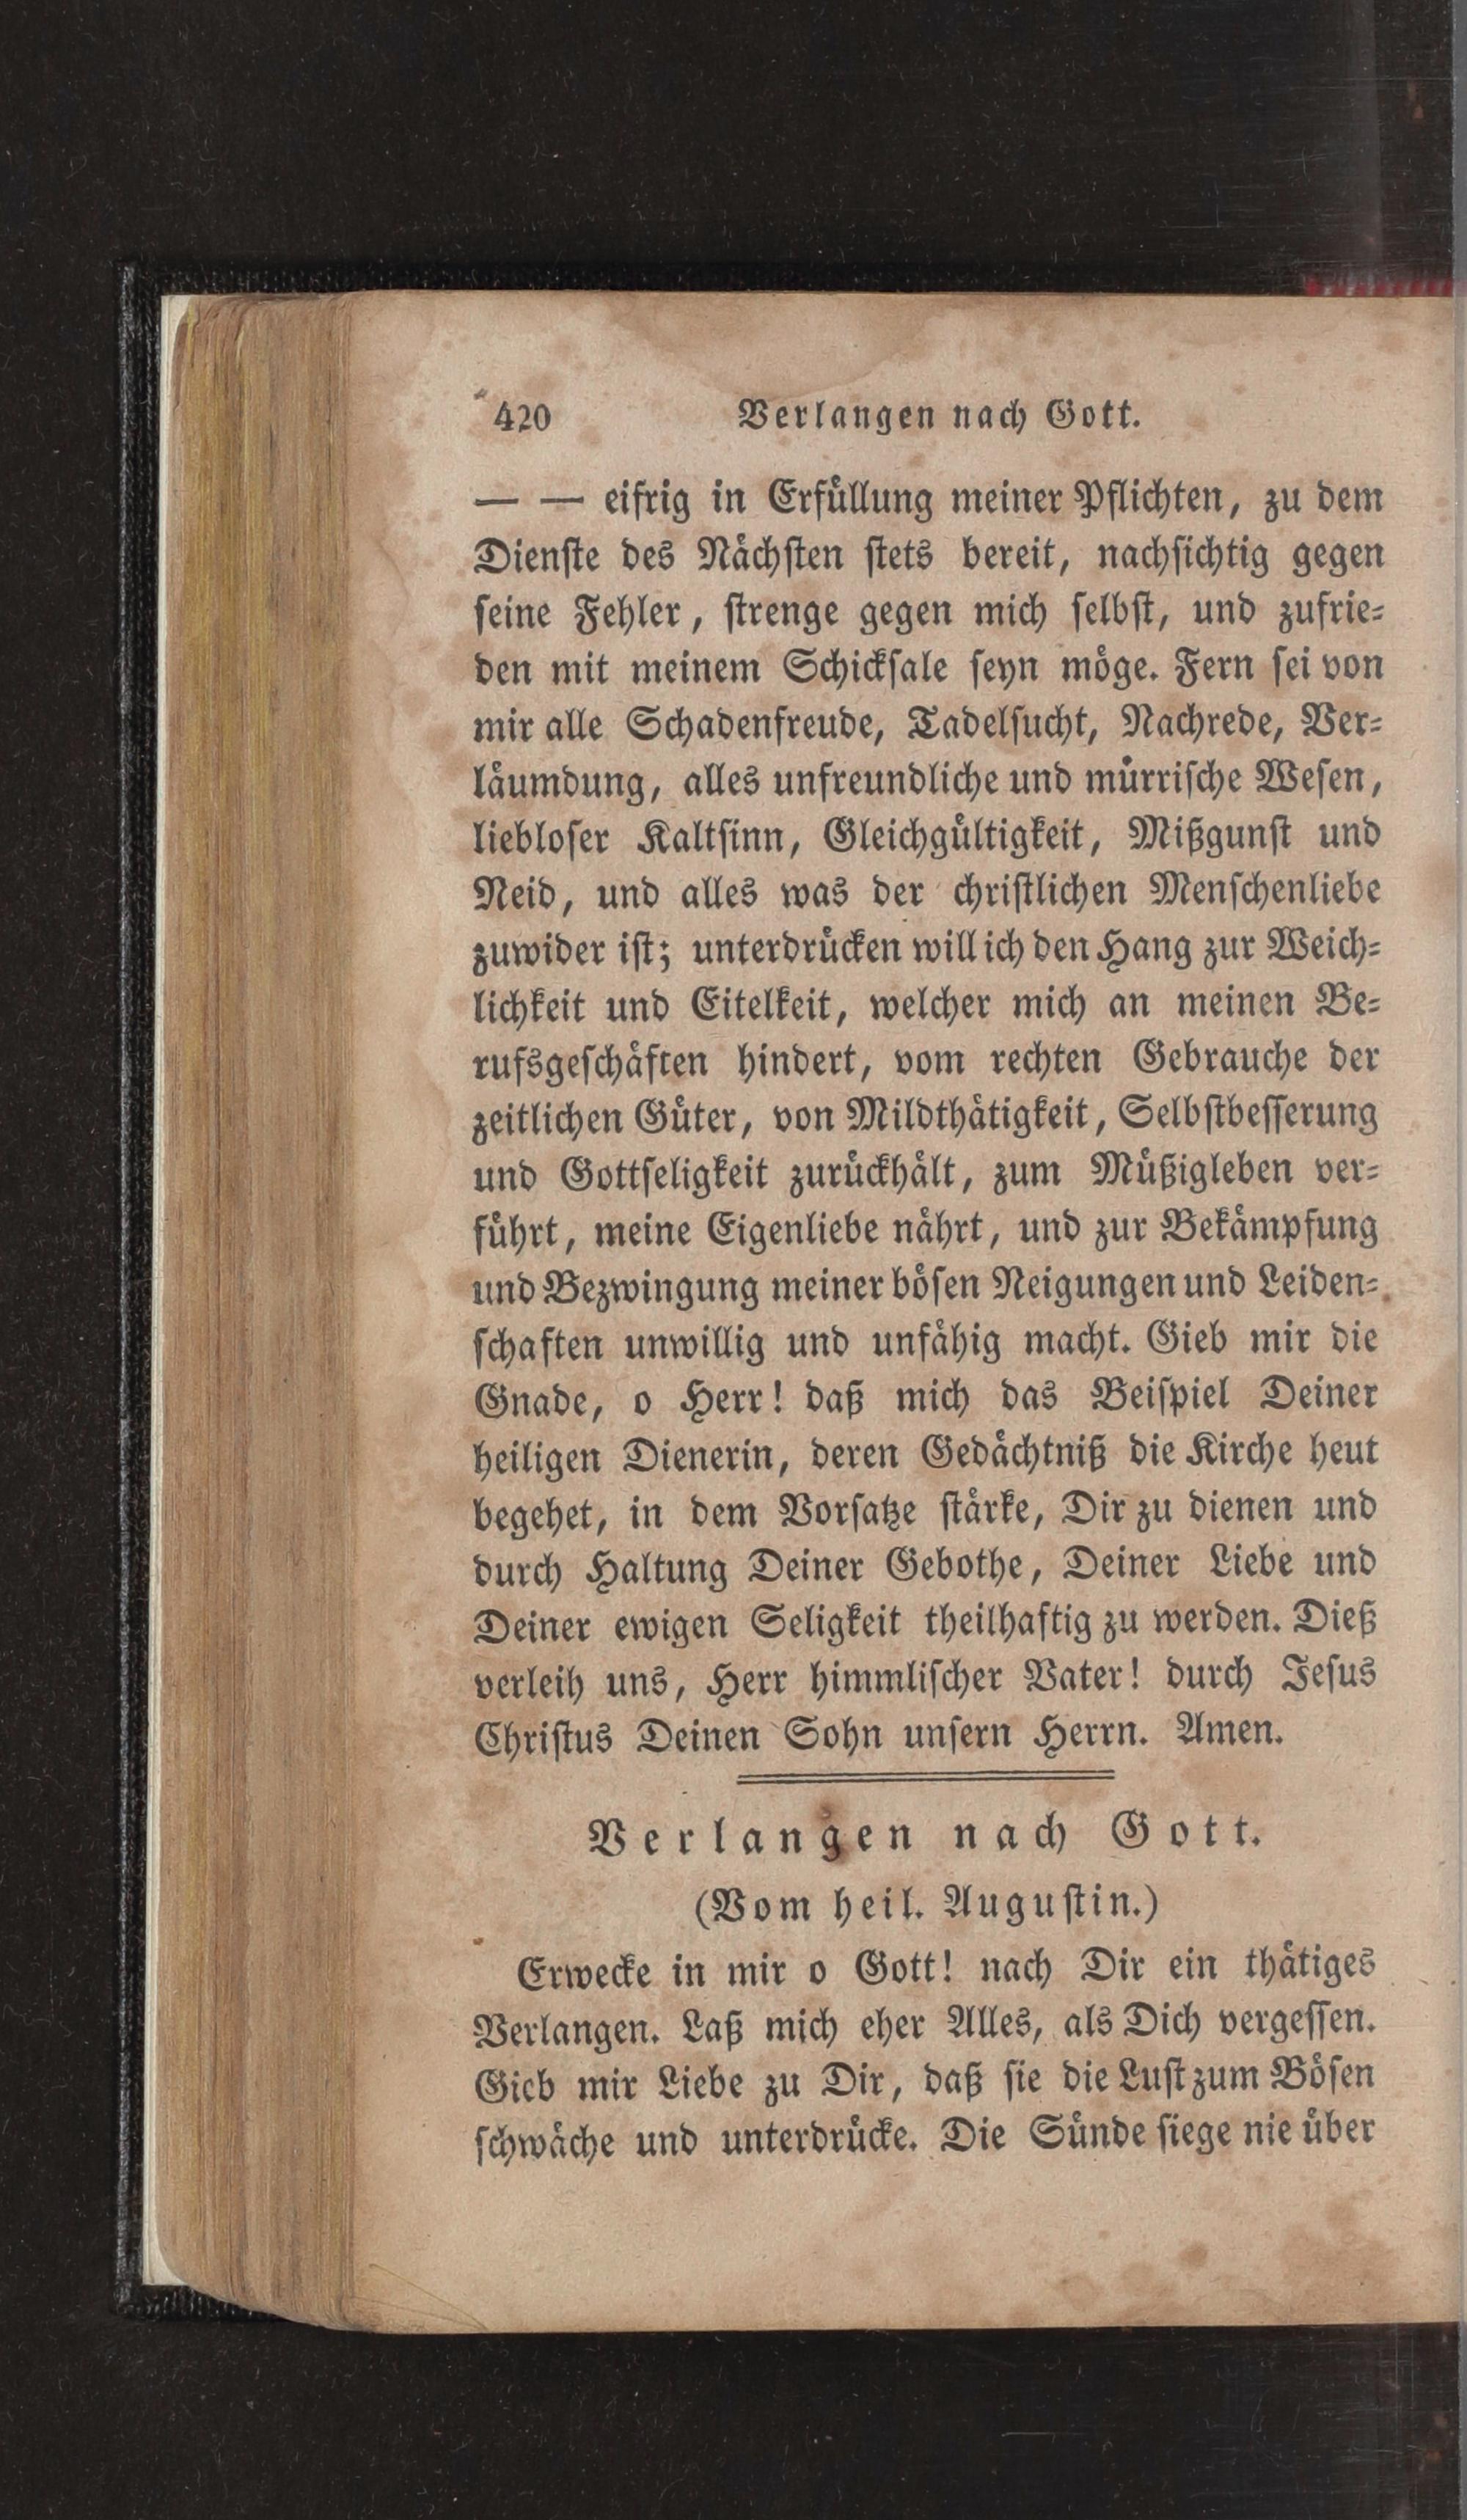 420 Verlangen nach Gott.
— — eifrig in Erfüllung meiner Pflichten, zu dem
Dienste des Nächsten stets bereit, nachsichtig gegen
seine Fehler, strenge gegen mich selbst, und zufrie=
den mit meinem Schicksale seyn möge. Fern sei von
mir alle Schadenfreude, Tadelsucht, Nachrede, Ver=
läumdung, alles unfreundliche und mürrische Wesen,
liebloser Kaltsinn, Gleichgültigkeit, Mißgunst und
Neid, und alles was der christlichen Menschenliebe
zuwider ist; unterdrücken will ich den Hang zur Weich=
lichkeit und Eitelkeit, welcher mich an meinen Be=
rufsgeschäften hindert, vom rechten Gebrauche der
zeitlichen Güter, von Mildthätigkeit, Selbstbesserung
und Gottseligkeit zurückhält, zum Müßigleben ver=
führt, meine Eigenliebe nährt, und zur Bekämpfung
und Bezwingung meiner bösen Neigungen und Leiden=
schaften unwillig und unfähig macht. Gieb mir die
Gnade, o Herr! daß mich das Beispiel Deiner
heiligen Dienerin, deren Gedächtniß die Kirche heut
begehet, in dem Vorsatze stärke, Dir zu dienen und
durch Haltung Deiner Gebothe, Deiner Liebe und
Deiner ewigen Seligkeit theilhaftig zu werden. Dieß
verleih uns, Herr himmlischer Vater! durch Jesus
Christus Deinen Sohn unsern Herrn. Amen.
Verlangen nach Gott.
(Vom heil. Augustin.)
Erwecke in mir o Gott! nach Dir ein thätiges
Verlangen. Laß mich eher Alles, als Dich vergessen.
Gieb mir Liebe zu Dir, daß sie die Lust zum Bösen
schwäche und unterdrücke. Die Sünde siege nie über